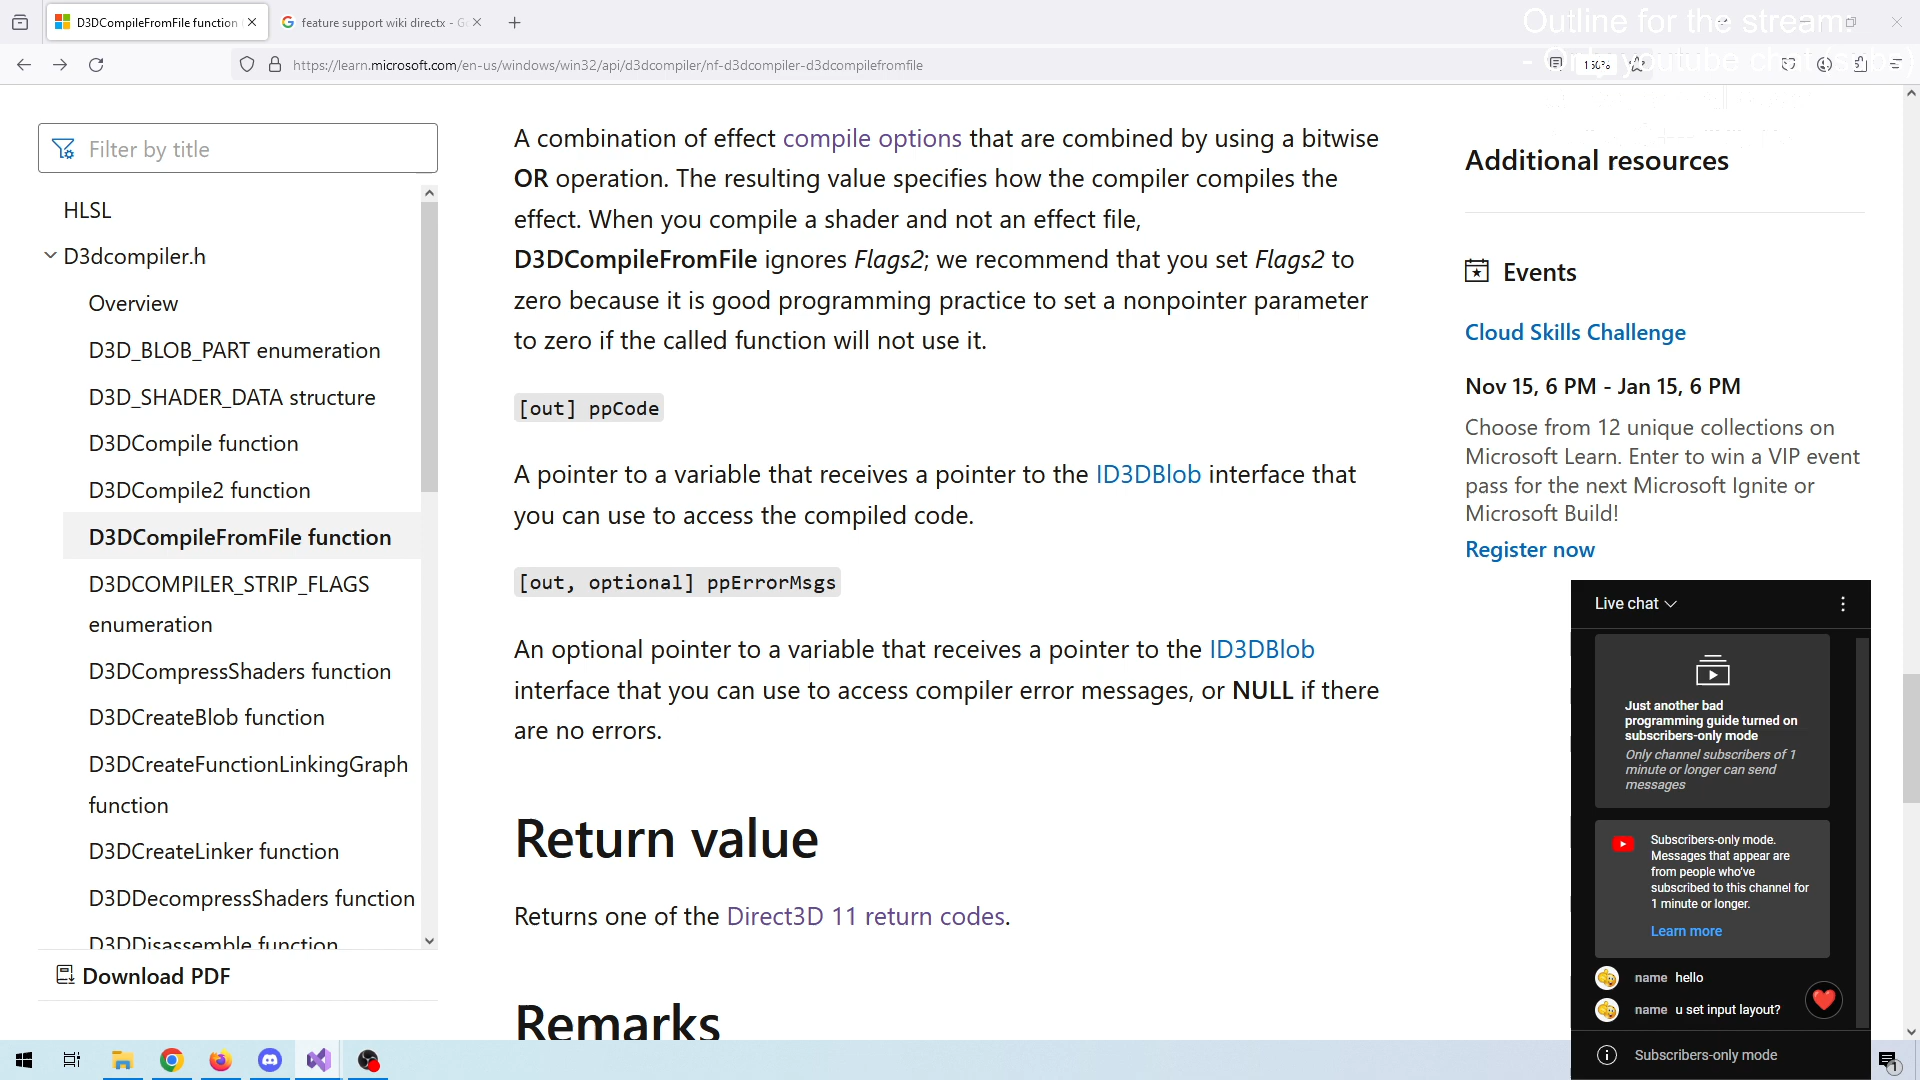 D3DCompileFromFile function
feature support wiki directx - G
Outline for the stream
https://learn.microsoft.com/en-us/windows/win32/api/d3dcompiler/nf-d3dcompiler-d3dcompilefromfile
150%
Filter by title
HLSL
D3dcompiler.h
Overview
D3D_BLOB_PART enumeration
D3D_SHADER_DATA structure
D3DCompile function
D3DCompile2 function
D3DCompileFromFile function
D3DCOMPILER_STRIP_FLAGS
enumeration
D3DCompressShaders function
D3DCreateBlob function
D3DCreateFunctionLinkingGraph
function
D3DCreateLinker function
D3DDecompressShaders function
D3DDisassemble function
Download PDF
A combination of effect compile options that are combined by using a bitwise
OR operation. The resulting value specifies how the compiler compiles the
effect. When you compile a shader and not an effect file,
D3DCompileFromFile ignores Flags2; we recommend that you set Flags2 to
zero because it is good programming practice to set a nonpointer parameter
to zero if the called function will not use it.
[out] ppCode
A pointer to a variable that receives a pointer to the ID3DBlob interface that
you can use to access the compiled code.
[out, optional] ppErrorMsgs
An optional pointer to a variable that receives a pointer to the ID3DBlob
interface that you can use to access compiler error messages, or NULL if there
are no errors.
Return value
Returns one of the Direct3D 11 return codes.
Remarks
Additional resources
Events
Cloud Skills Challenge
Nov 15, 6 PM - Jan 15, 6 PM
Choose from 12 unique collections on
Microsoft Learn. Enter to win a VIP event
pass for the next Microsoft Ignite or
Microsoft Build!
Register now
Live chat
Just another bad
programming guide turned on
subscribers-only mode
Only channel subscribers of 1
minute or longer can send
messages
Subscribers-only mode.
Messages that appear are
from people who've
subscribed to this channel for
1 minute or longer.
Learn more
name hello
name u set input layout?
Subscribers-only mode
1